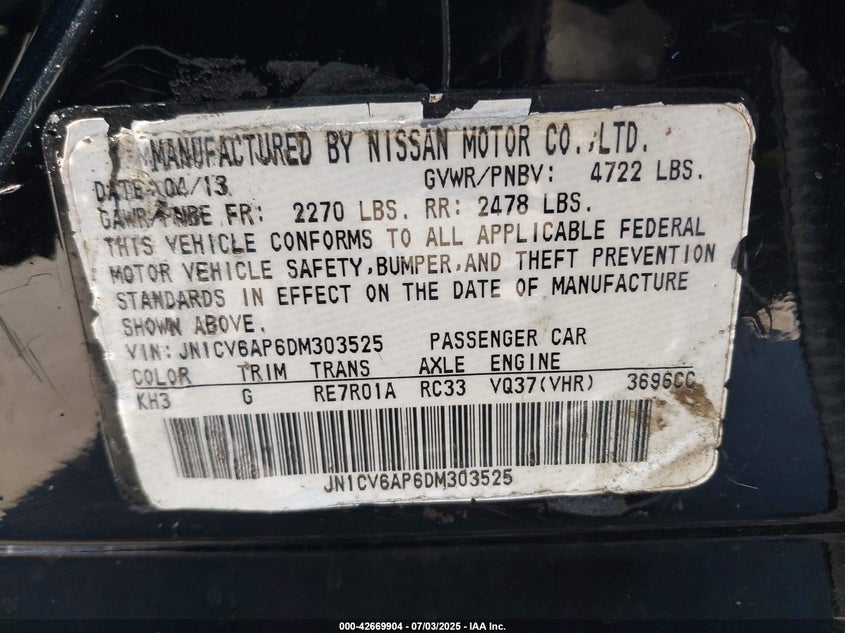 MANUFACTURED BY NISSAN MOTOR CO.,LTD.
DATE :04/13 GVWR/PNBV: 4722 LBS.
GAWR/PNBE FR: 2270 LBS. RR: 2478 LBS.
THIS VEHICLE CONFORMS TO ALL APPLICABLE FEDERAL
MOTOR VEHICLE SAFETY,BUMPER,AND THEFT PREVENTION
STANDARDS IN EFFECT ON THE DATE OF MANUFACTURE
SHOWN ABOVE.
VIN:JN1CV6AP6DM303525 PASSENGER CAR
COLOR TRIM TRANS AXLE ENGINE
KH3 G RE7R01A RC33 VQ37(VHR) 3696CC
JN1CV6AP6DM303525
000-42669904 - 07/03/2025 - IAA Inc.